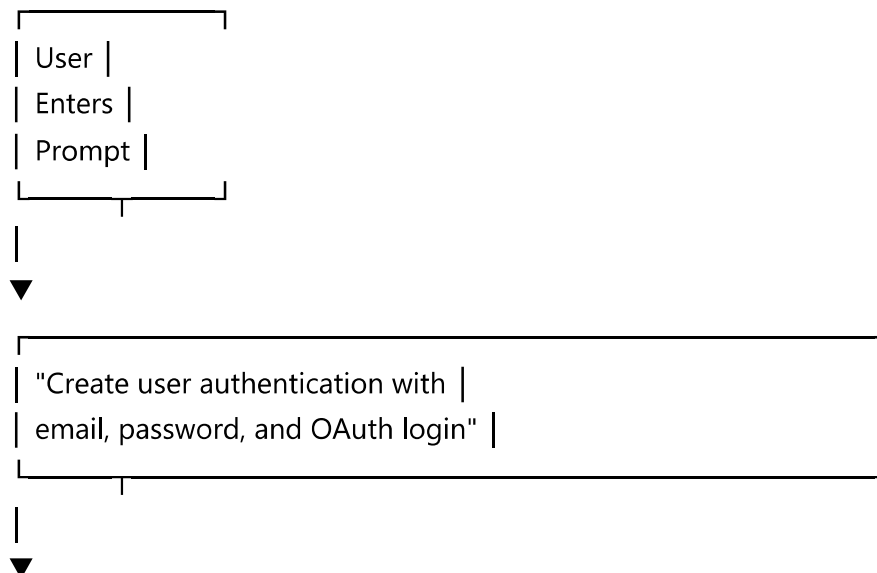 ┌─────────┐
│ User │
│ Enters │
│ Prompt │
└────┬────┘
│
▼
┌──────────────────────────────────────
│ "Create user authentication with │
│ email, password, and OAuth login" │
└────┬─────────────────────────────────
│
▼